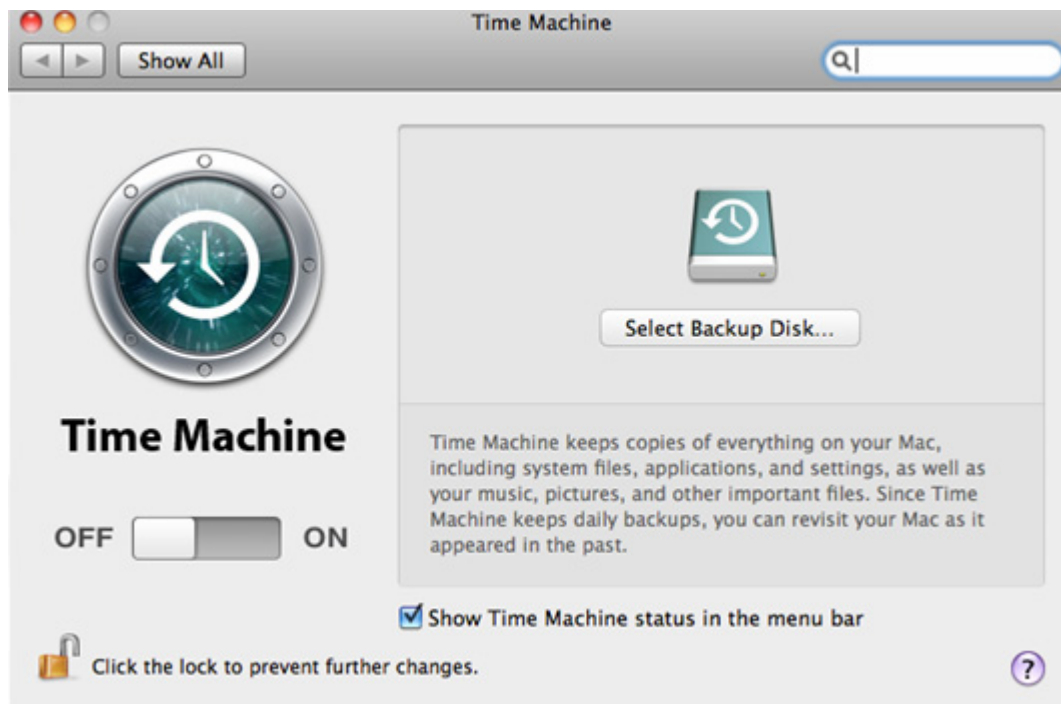 Time Machine
Show All
Select Backup Disk...
Time Machine
Time Machine keeps copies of everything on your Mac,
including system files, applications, and settings, as well as
your music, pictures, and other important files. Since Time
Machine keeps daily backups, you can revisit your Mac as it
appeared in the past.
OFF ON
Show Time Machine status in the menu bar
Click the lock to prevent further changes.
?